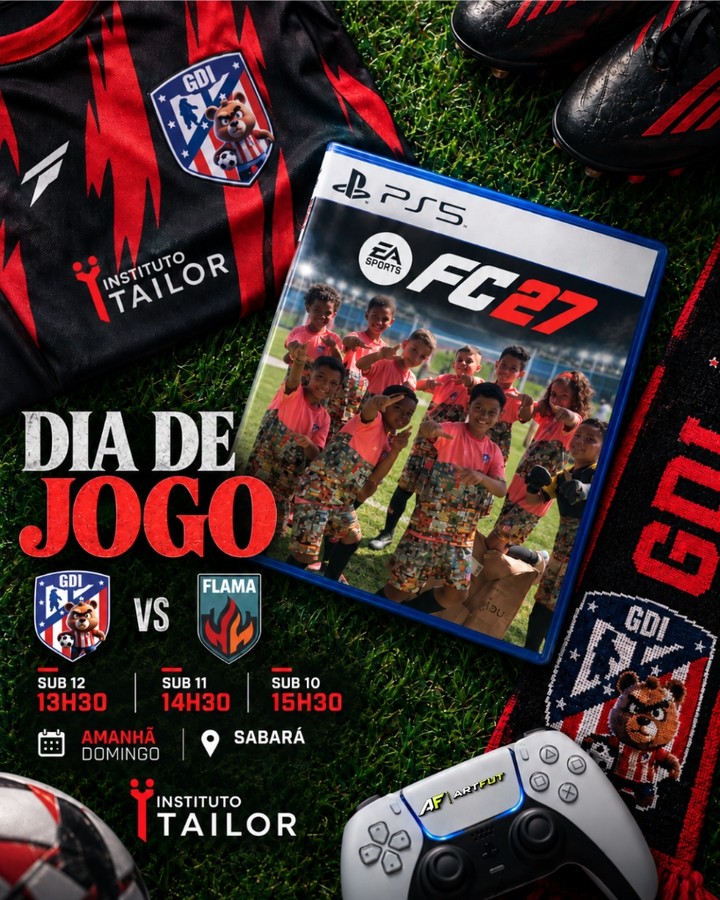 GDI
INSTITUTO
TAILOR
PS5
EA
SPORTS
FC27
DIA DE
JOGO
GDI
VS
FLAMA
SUB 12
13H30
SUB 11
14H30
SUB 10
15H30
AMANHÃ
DOMINGO
SABARÁ
INSTITUTO
TAILOR
GDI
GDI
AF | ARTFUT